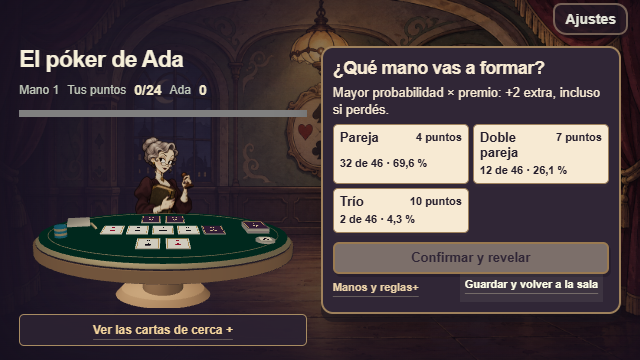 Ajustes
El póker de Ada
Mano 1 Tus puntos 0/24 Ada 0
¿Qué mano vas a formar?
Mayor probabilidad × premio: +2 extra, incluso
si perdés.
Pareja 4 puntos
32 de 46 · 69,6 %
Doble 7 puntos
pareja
12 de 46 · 26,1 %
Trío 10 puntos
2 de 46 · 4,3 %
Confirmar y revelar
Manos y reglas+
Guardar y volver a la sala
Ver las cartas de cerca +